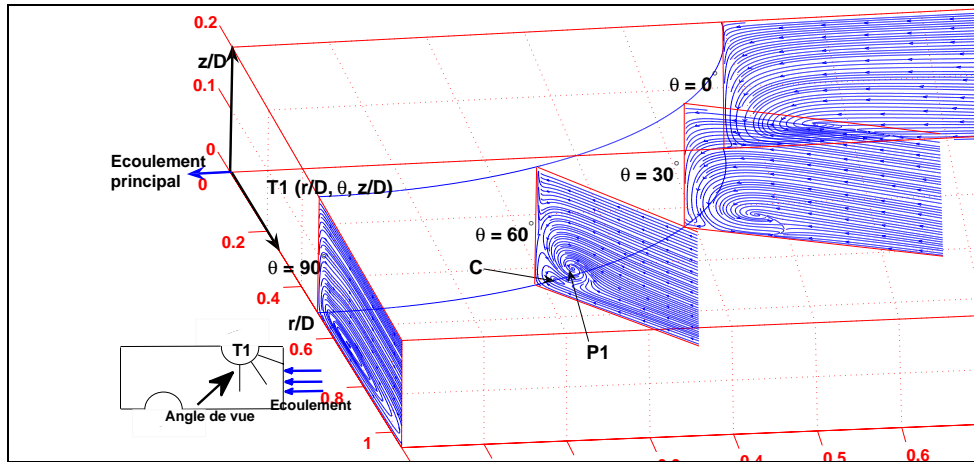 0.2
z/D
0.1
0
0
Ecoulement
principal
T1 (r/D, θ, z/D)
θ = 0°
θ = 30°
θ = 60°
θ = 90°
0.2
0.4
C
P1
r/D
0.6
0.8
1
T1
Angle de vue
Ecoulement
0.4
0.5
0.6